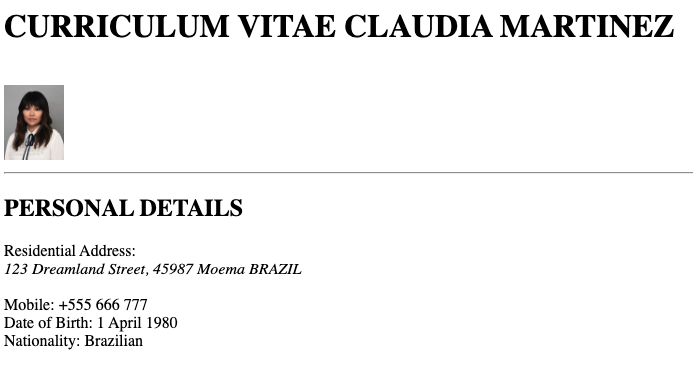 CURRICULUM VITAE CLAUDIA MARTINEZ
PERSONAL DETAILS
Residential Address:
123 Dreamland Street, 45987 Moema BRAZIL
Mobile: +555 666 777
Date of Birth: 1 April 1980
Nationality: Brazilian